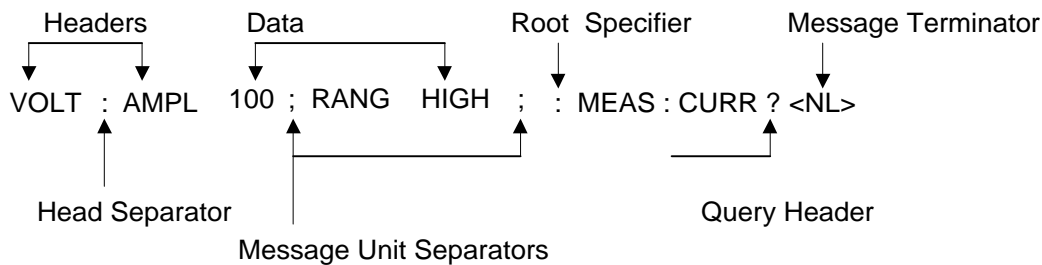 Headers Data Root Specifier Message Terminator
VOLT : AMPL 100 ; RANG HIGH ; : MEAS : CURR ? <NL>
Head Separator Query Header
Message Unit Separators